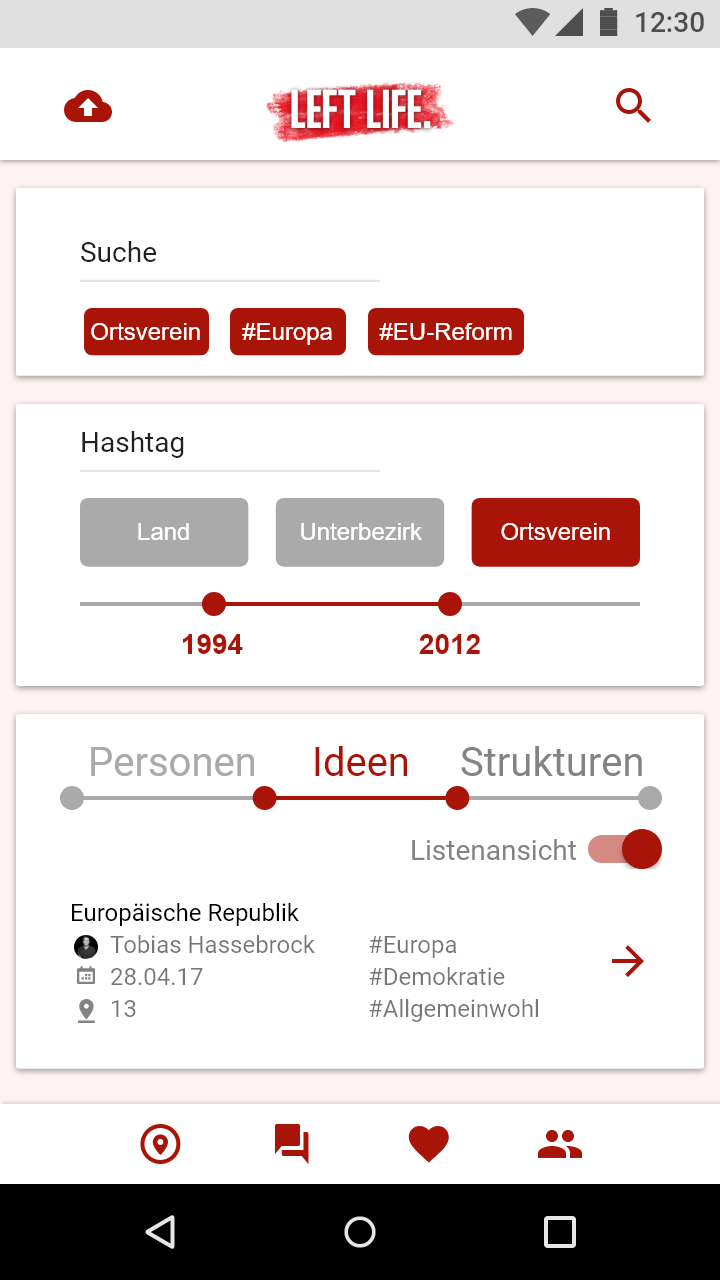 12:30
LEFT LIFE.
Suche
Ortsverein #Europa #EU-Reform
Hashtag
Land Unterbezirk Ortsverein
1994 2012
Personen Ideen Strukturen
Listenansicht
Europäische Republik
Tobias Hassebrock #Europa
28.04.17 #Demokratie
13 #Allgemeinwohl